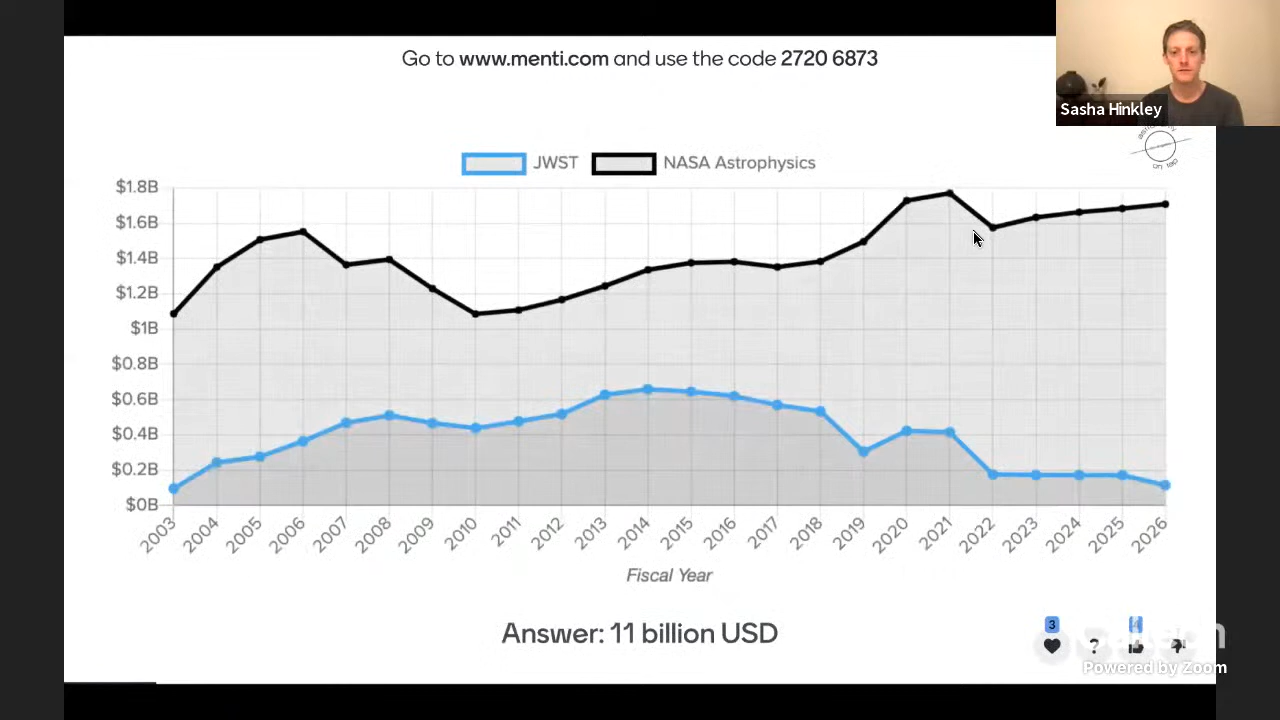 Go to www.menti.com and use the code 2720 6873
Sasha Hinkley
JWST NASA Astrophysics
$1.8B
$1.6B
$1.4B
$1.2B
$1B
$0.8B
$0.6B
$0.4B
$0.2B
$0B
2003 2004 2005 2006 2007 2008 2009 2010 2011 2012 2013 2014 2015 2016 2017 2018 2019 2020 2021 2022 2023 2024 2025 2026
Fiscal Year
Answer: 11 billion USD
3
?
Powered by Zoom